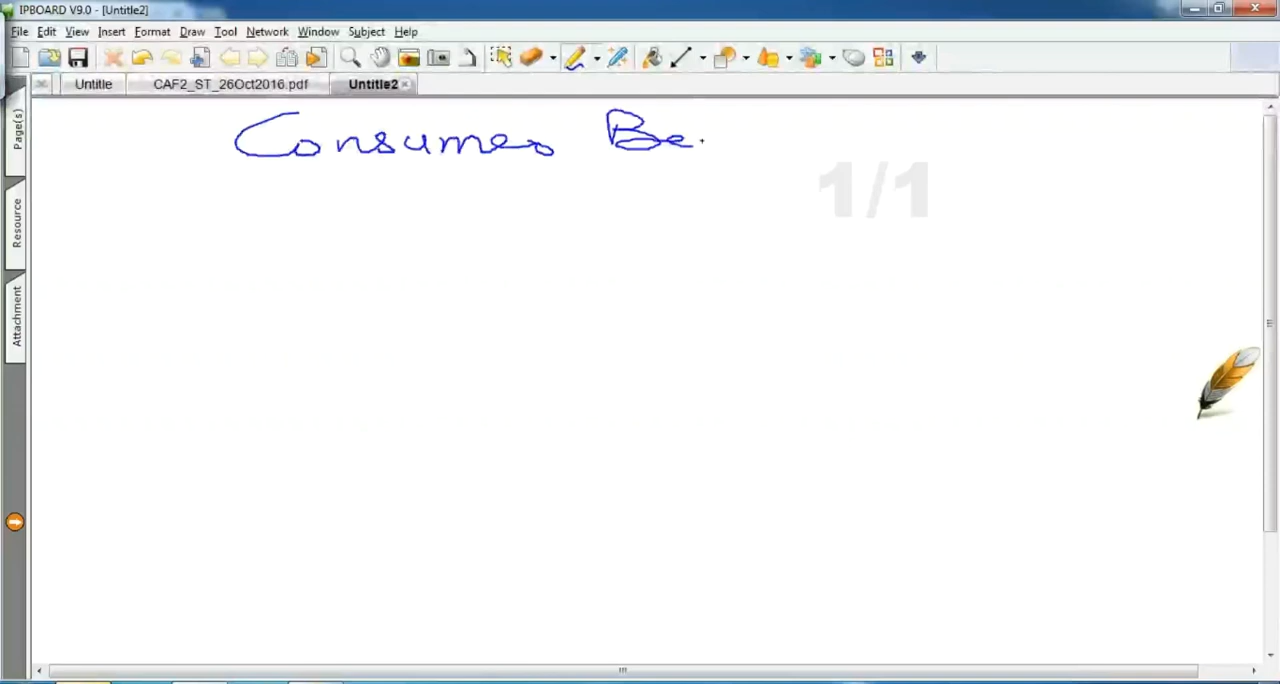 IPBOARD V9.0 - [Untitle2]
File Edit View Insert Format Draw Tool Network Window Subject Help
Untitle CAF2_ST_26Oct2016.pdf Untitle2
Page(s)
Resource
Attachment
Consumer Be
1/1